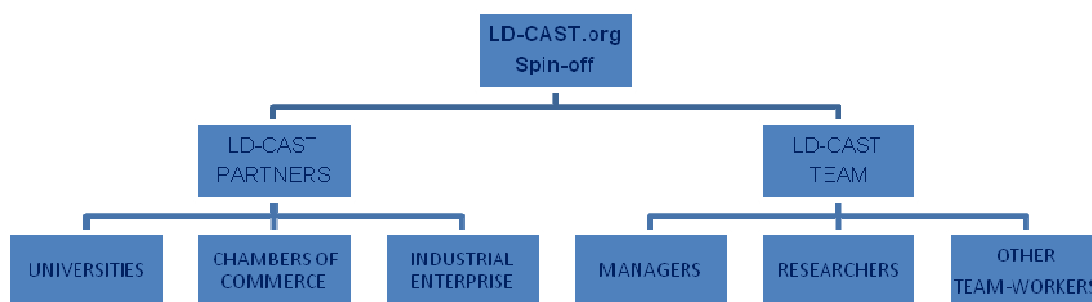 LD-CAST.org
Spin-off
LD-CAST
PARTNERS
LD-CAST
TEAM
UNIVERSITIES
CHAMBERS OF
COMMERCE
INDUSTRIAL
ENTERPRISE
MANAGERS
RESEARCHERS
OTHER
TEAM-WORKERS